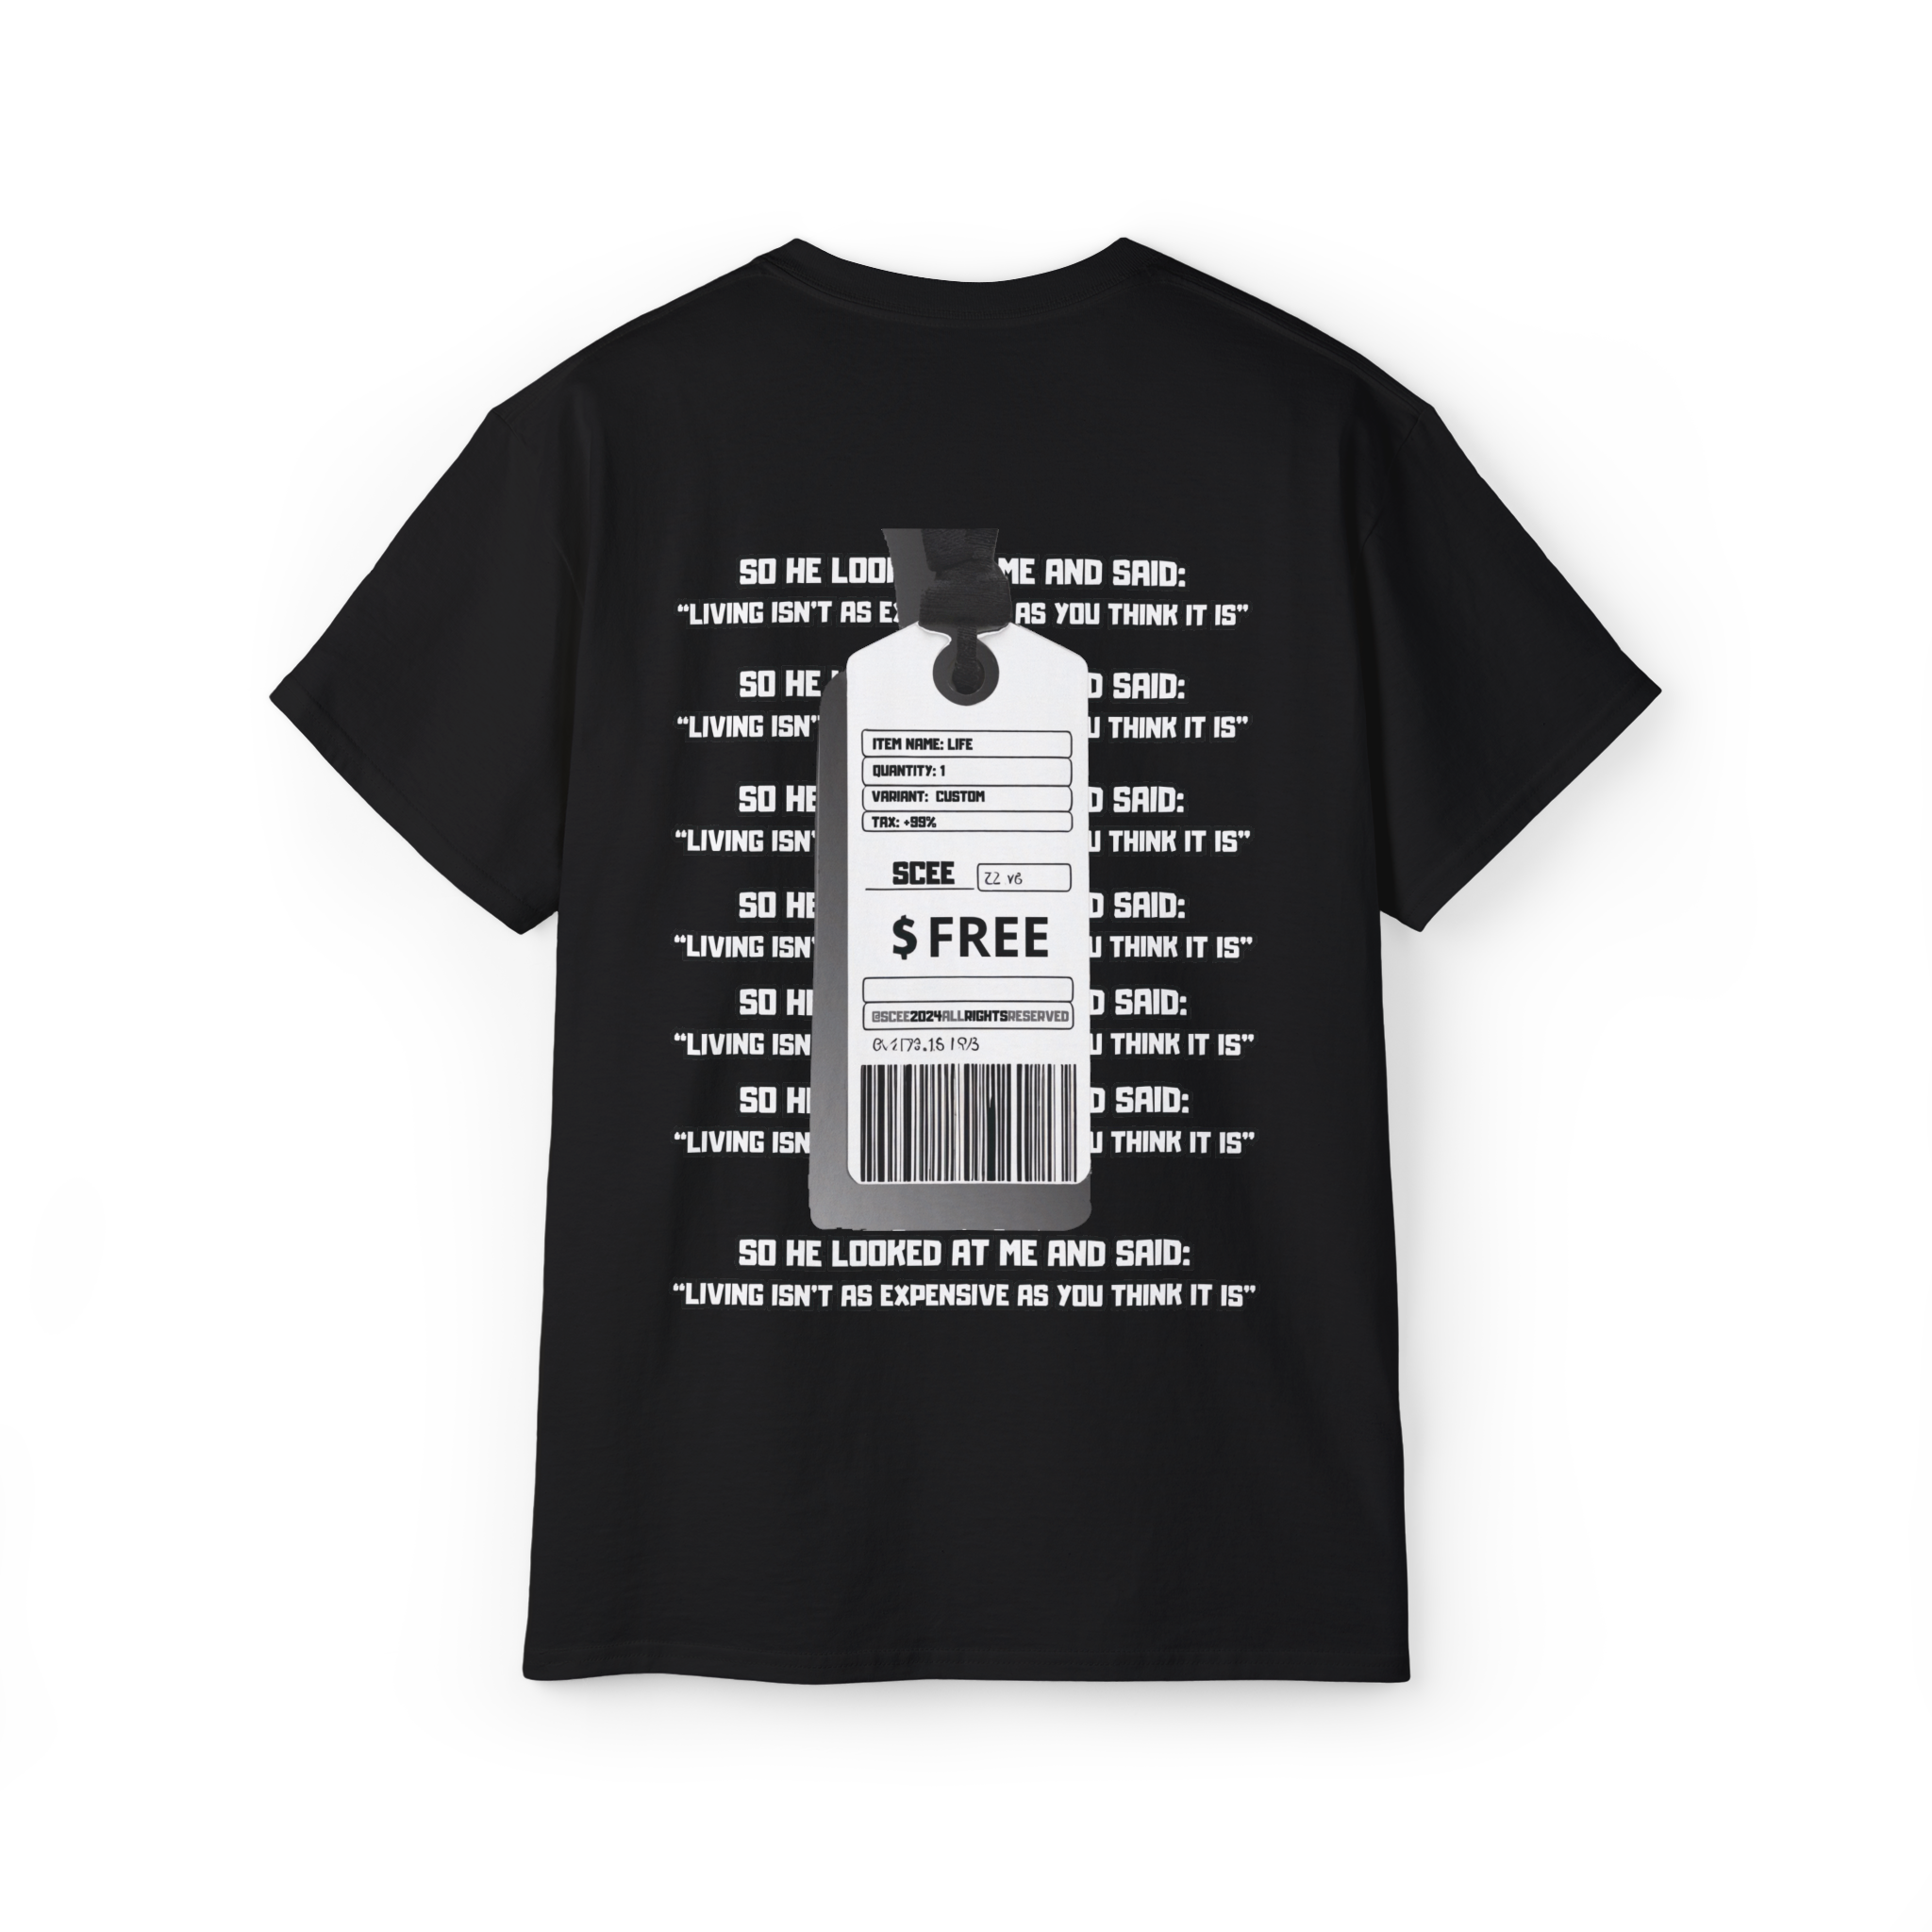 SO HE LOO ME AND SAID:
“LIVING ISN'T AS EX AS YOU THINK IT IS”
SO HE D SAID:
“LIVING ISN' U THINK IT IS”
ITEM NAME: LIFE
QUANTITY: 1
VARIANT: CUSTOM
TAX: +99%
SO HE D SAID:
“LIVING ISN' U THINK IT IS”
SCEE
SO HE D SAID:
$FREE
“LIVING ISN' U THINK IT IS”
SO H D SAID:
@SCEE2024ALLRIGHTSRESERVED
“LIVING ISN U THINK IT IS”
SO H D SAID:
“LIVING ISN U THINK IT IS”
SO HE LOOKED AT ME AND SAID:
“LIVING ISN'T AS EXPENSIVE AS YOU THINK IT IS”